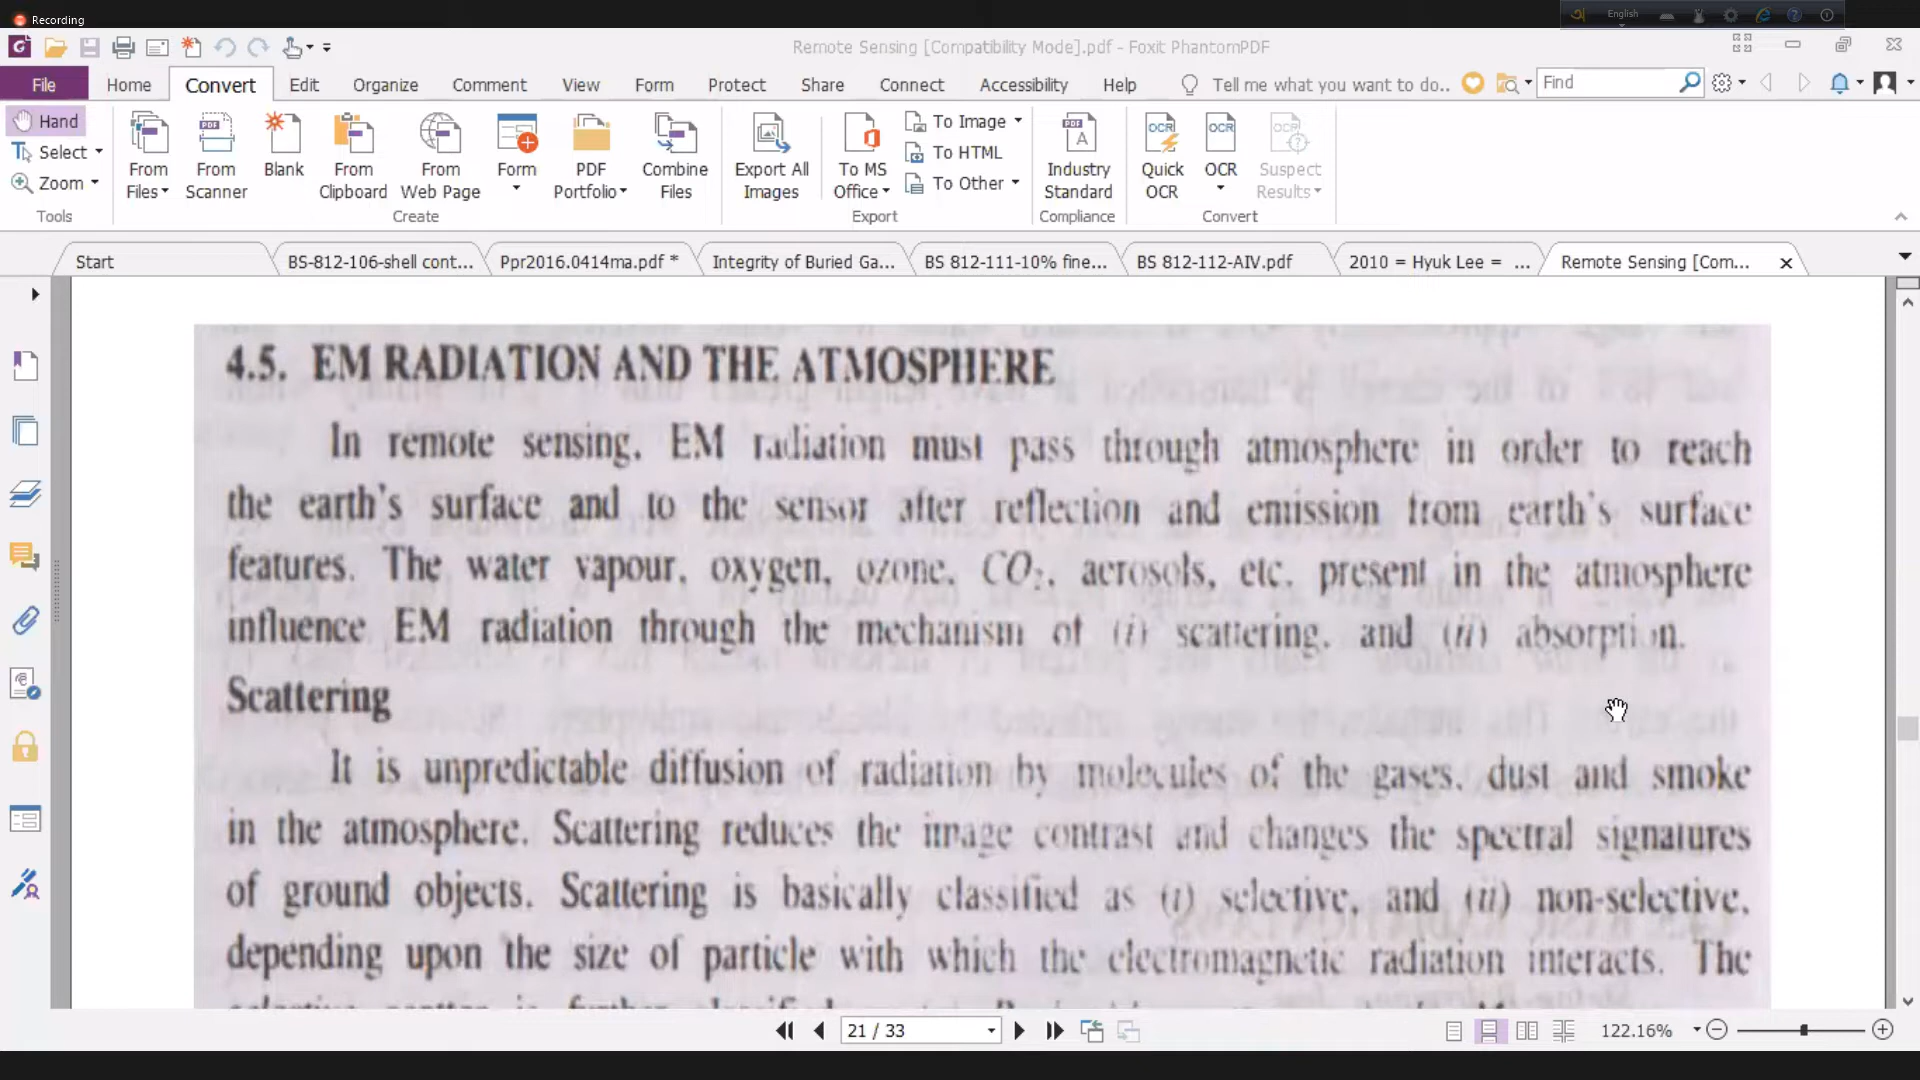 Recording
English
Remote Sensing [Compatibility Mode].pdf - Foxit PhantomPDF
File
Home
Convert
Edit
Organize
Comment
View
Form
Protect
Share
Connect
Accessibility
Help
Tell me what you want to do..
Find
Hand
Select
Zoom
Tools
From Files
From Scanner
Blank
From Clipboard
From Web Page
Form
PDF Portfolio
Combine Files
Create
Export All Images
To MS Office
To Image
To HTML
To Other
Export
PDF A
Industry Standard
Compliance
OCR
Quick OCR
OCR
OCR
OCR
Suspect Results
Convert
Start
BS-812-106-shell cont...
Ppr2016.0414ma.pdf *
Integrity of Buried Ga...
BS 812-111-10% fine...
BS 812-112-AIV.pdf
2010 = Hyuk Lee = ...
Remote Sensing [Com...
4.5. EM RADIATION AND THE ATMOSPHERE
In remote sensing, EM radiation must pass through atmosphere in order to reach
the earth's surface and to the sensor after reflection and emission from earth's surface
features. The water vapour, oxygen, ozone, CO₂, aerosols, etc. present in the atmosphere
influence EM radiation through the mechanism of (i) scattering, and (ii) absorption.
Scattering
It is unpredictable diffusion of radiation by molecules of the gases, dust and smoke
in the atmosphere. Scattering reduces the image contrast and changes the spectral signatures
of ground objects. Scattering is basically classified as (i) selective, and (ii) non-selective,
depending upon the size of particle with which the electromagnetic radiation interacts. The
21 / 33
122.16%